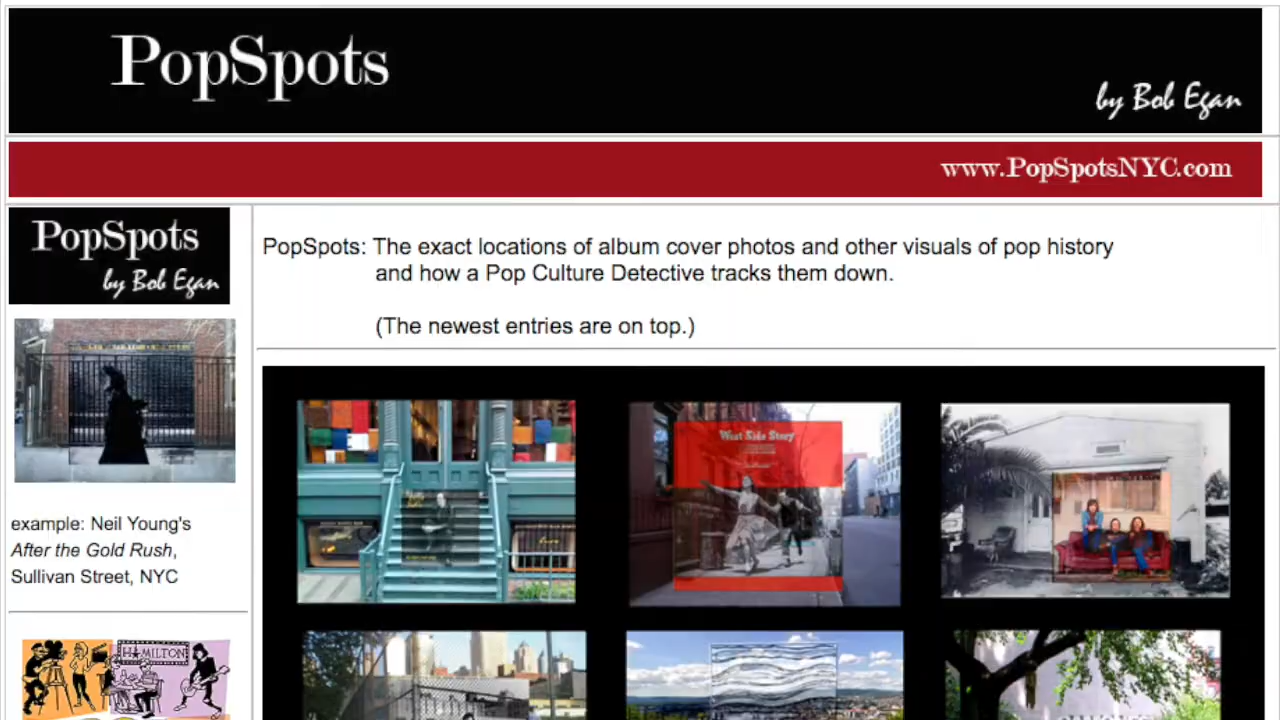 PopSpots
by Bob Egan
www.PopSpotsNYC.com
PopSpots
by Bob Egan
PopSpots: The exact locations of album cover photos and other visuals of pop history
and how a Pop Culture Detective tracks them down.
(The newest entries are on top.)
example: Neil Young's
After the Gold Rush,
Sullivan Street, NYC
West Side Story
HAMILTON